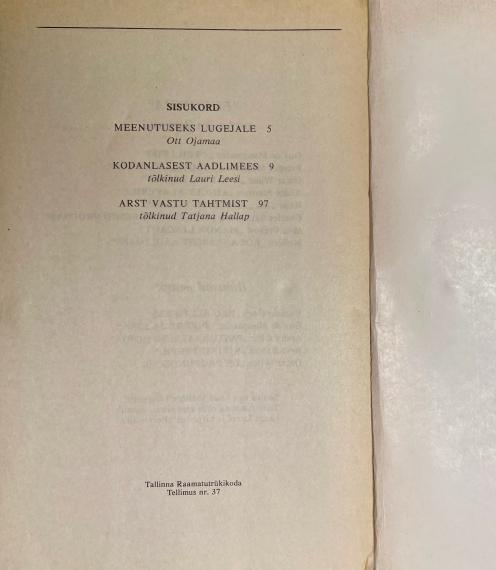 SISUKORD
MEENUTUSEKS LUGEJALE 5
Ott Ojamaa
KODANLASEST AADLIMEES 9
tõlkinud Lauri Leesi
ARST VASTU TAHTMIST 97
tõlkinud Tatjana Hallap
Tallinna Raamatutrükikoda
Tellimus nr. 37